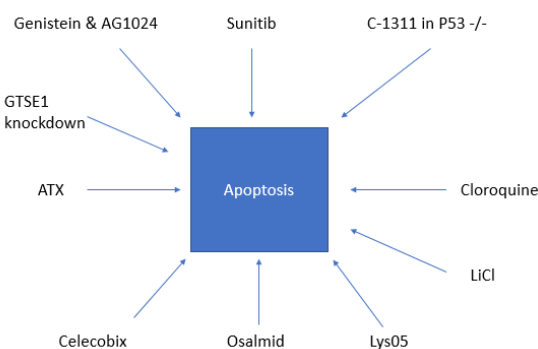 Genistein & AG1024
Sunitib
C-1311 in P53 -/-
GTSE1
knockdown
ATX
Apoptosis
Cloroquine
LiCl
Celecobix
Osalmid
Lys05